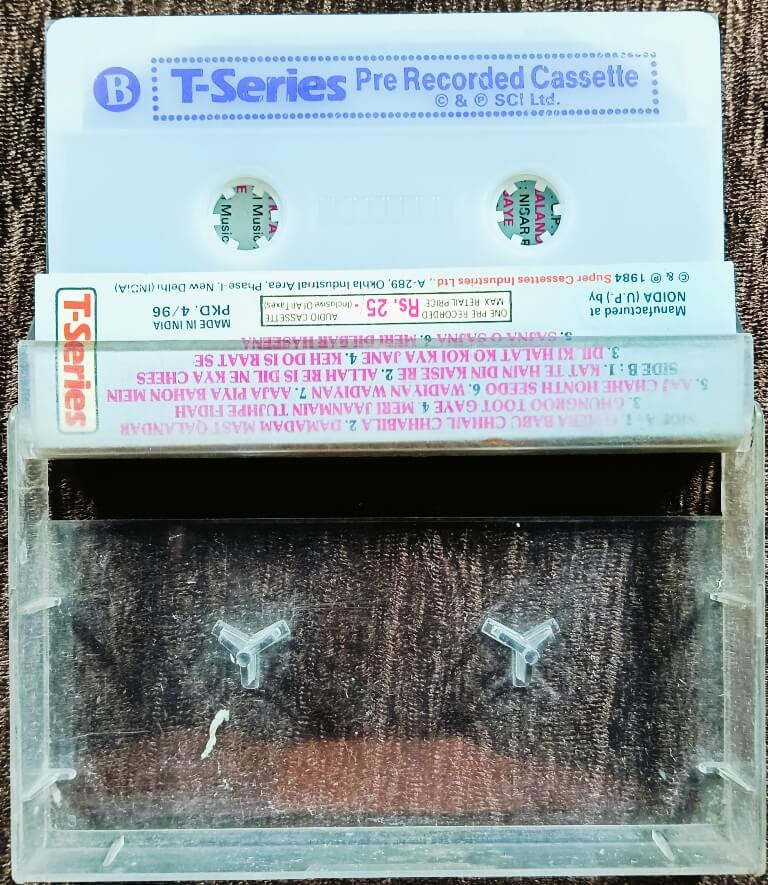 B T-Series Pre Recorded Cassette
© & ℗ SCI Ltd.
I Music
Music
ALAND
: NISAR
GAYE
T-Series
SIDE A : 1. O MERA BABU CHHAIL CHHABILA 2. DAMADAM MAST QALANDAR
3. GHUNGROO TOOT GAYE 4. MERI JAANMAIN TUJHPE FIDAH
5. AAJ CHAHE HONTH SEEDO 6. WADIYAN WADIYAN 7. AAJA PIYA BAHON MEIN
SIDE B : 1. KAT TE HAIN DIN KAISE RE 2. ALLAH RE IS DIL NE KYA CHEES
3. DIL KI HALAT KO KOI KYA JANE 4. KEH DO IS RAAT SE
5. SAJNA O SAJNA 6. MERI DILBAR HASEENA
MADE IN INDIA
PKD. 4/96
ONE PRE RECORDED AUDIO CASSETTE
MAX RETAIL PRICE Rs. 25/- (Inclusive Of All Taxes)
Manufactured at
NOIDA (U.P.) by
© & ℗ 1984 Super Cassettes Industries Ltd., A-289, Okhla Industrial Area, Phase-I, New Delhi (INDIA)